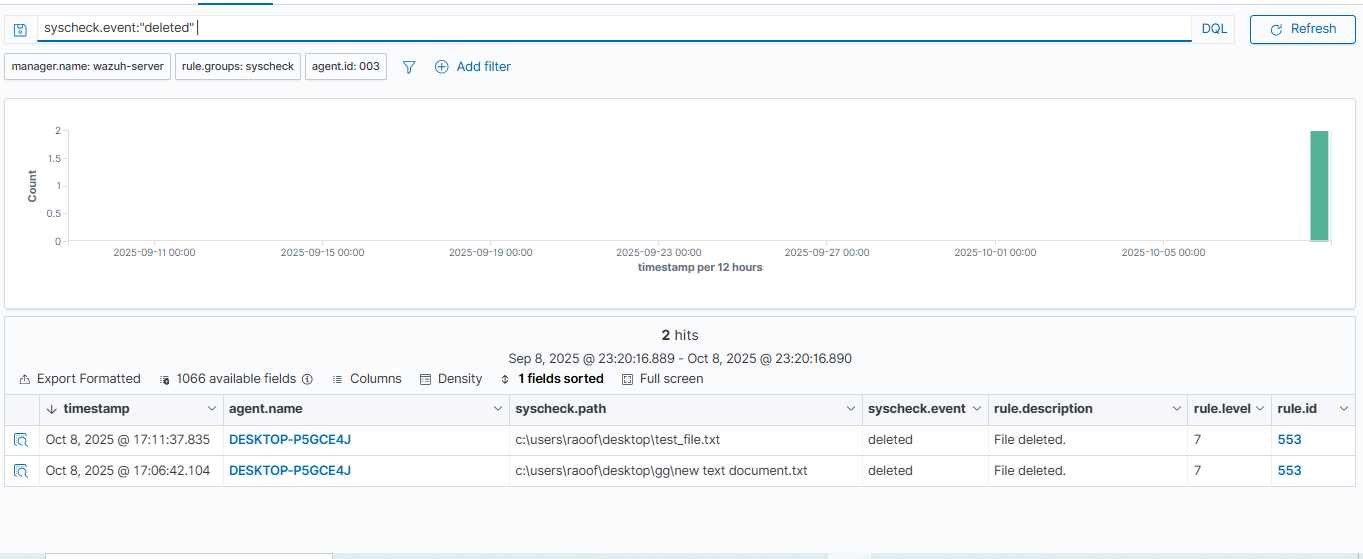 syscheck.event:"deleted"
DQL
Refresh
manager.name: wazuh-server
rule.groups: syscheck
agent.id: 003
Add filter
2
1.5
1
0.5
0
Count
2025-09-11 00:00
2025-09-15 00:00
2025-09-19 00:00
2025-09-23 00:00
2025-09-27 00:00
2025-10-01 00:00
2025-10-05 00:00
timestamp per 12 hours
2 hits
Sep 8, 2025 @ 23:20:16.889 - Oct 8, 2025 @ 23:20:16.890
Export Formatted
1066 available fields
Columns
Density
1 fields sorted
Full screen
timestamp agent.name syscheck.path syscheck.event rule.description rule.level rule.id
Oct 8, 2025 @ 17:11:37.835 DESKTOP-P5GCE4J c:\users\raoof\desktop\test_file.txt deleted File deleted. 7 553
Oct 8, 2025 @ 17:06:42.104 DESKTOP-P5GCE4J c:\users\raoof\desktop\gg\new text document.txt deleted File deleted. 7 553